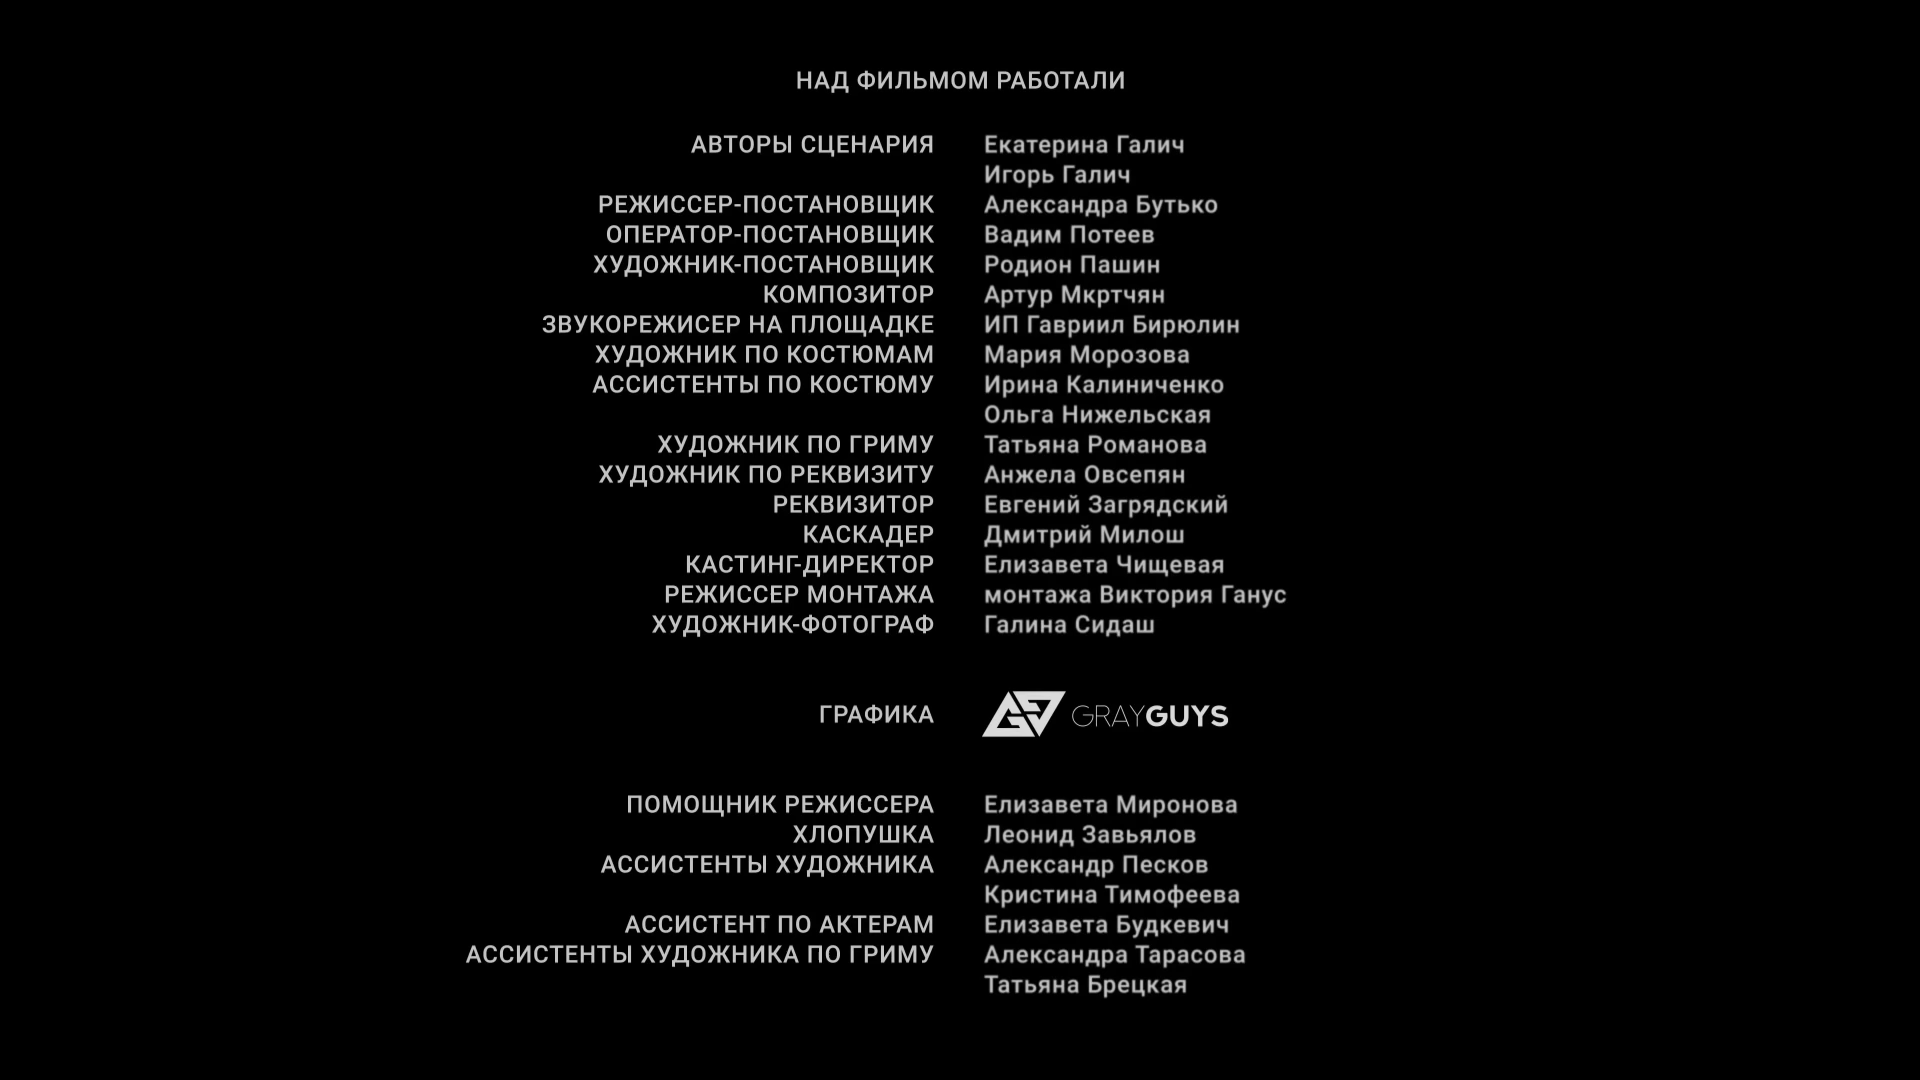 НАД ФИЛЬМОМ РАБОТАЛИ
АВТОРЫ СЦЕНАРИЯ Екатерина Галич
Игорь Галич
РЕЖИССЕР-ПОСТАНОВЩИК Александра Бутько
ОПЕРАТОР-ПОСТАНОВЩИК Вадим Потеев
ХУДОЖНИК-ПОСТАНОВЩИК Родион Пашин
КОМПОЗИТОР Артур Мкртчян
ЗВУКОРЕЖИСЕР НА ПЛОЩАДКЕ ИП Гавриил Бирюлин
ХУДОЖНИК ПО КОСТЮМАМ Мария Морозова
АССИСТЕНТЫ ПО КОСТЮМУ Ирина Калиниченко
Ольга Нижельская
ХУДОЖНИК ПО ГРИМУ Татьяна Романова
ХУДОЖНИК ПО РЕКВИЗИТУ Анжела Овсепян
РЕКВИЗИТОР Евгений Загрядский
КАСКАДЕР Дмитрий Милош
КАСТИНГ-ДИРЕКТОР Елизавета Чищевая
РЕЖИССЕР МОНТАЖА монтажа Виктория Ганус
ХУДОЖНИК-ФОТОГРАФ Галина Сидаш
ГРАФИКА GRAYGUYS
ПОМОЩНИК РЕЖИССЕРА Елизавета Миронова
ХЛОПУШКА Леонид Завьялов
АССИСТЕНТЫ ХУДОЖНИКА Александр Песков
Кристина Тимофеева
АССИСТЕНТ ПО АКТЕРАМ Елизавета Будкевич
АССИСТЕНТЫ ХУДОЖНИКА ПО ГРИМУ Александра Тарасова
Татьяна Брецкая